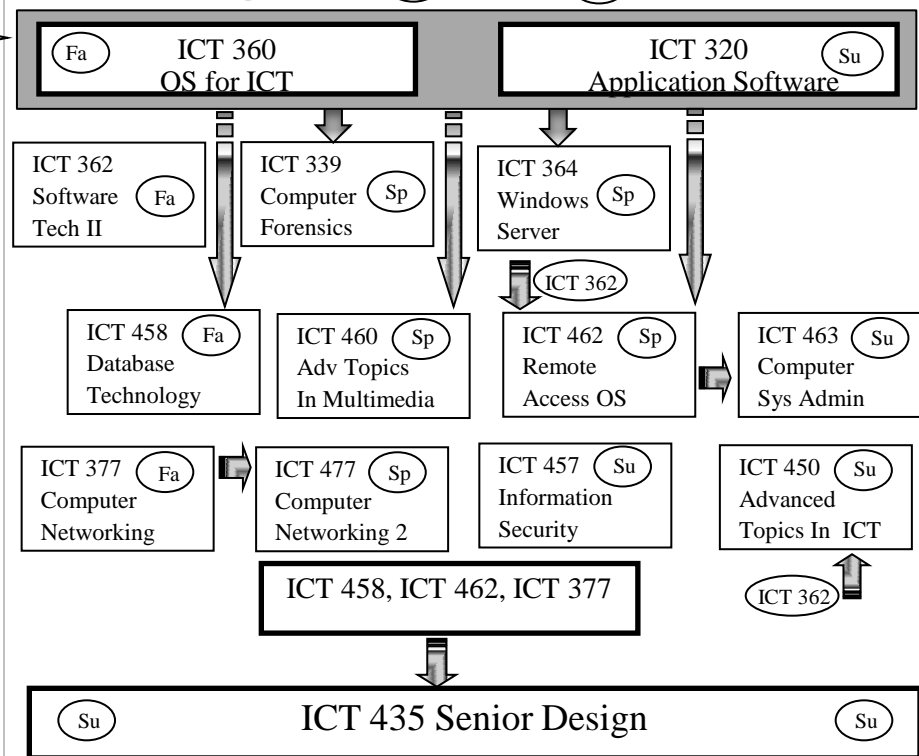 Fa
ICT 360
OS for ICT
ICT 320
Application Software
Su
ICT 362
Software
Tech II
Fa
ICT 339
Computer
Forensics
Sp
ICT 364
Windows
Server
Sp
ICT 362
ICT 458
Database
Technology
Fa
ICT 460
Adv Topics
In Multimedia
Sp
ICT 462
Remote
Access OS
Sp
ICT 463
Computer
Sys Admin
Su
ICT 377
Computer
Networking
Fa
ICT 477
Computer
Networking 2
Sp
ICT 457
Information
Security
Su
ICT 450
Advanced
Topics In ICT
Su
ICT 362
ICT 458, ICT 462, ICT 377
Su
ICT 435 Senior Design
Su